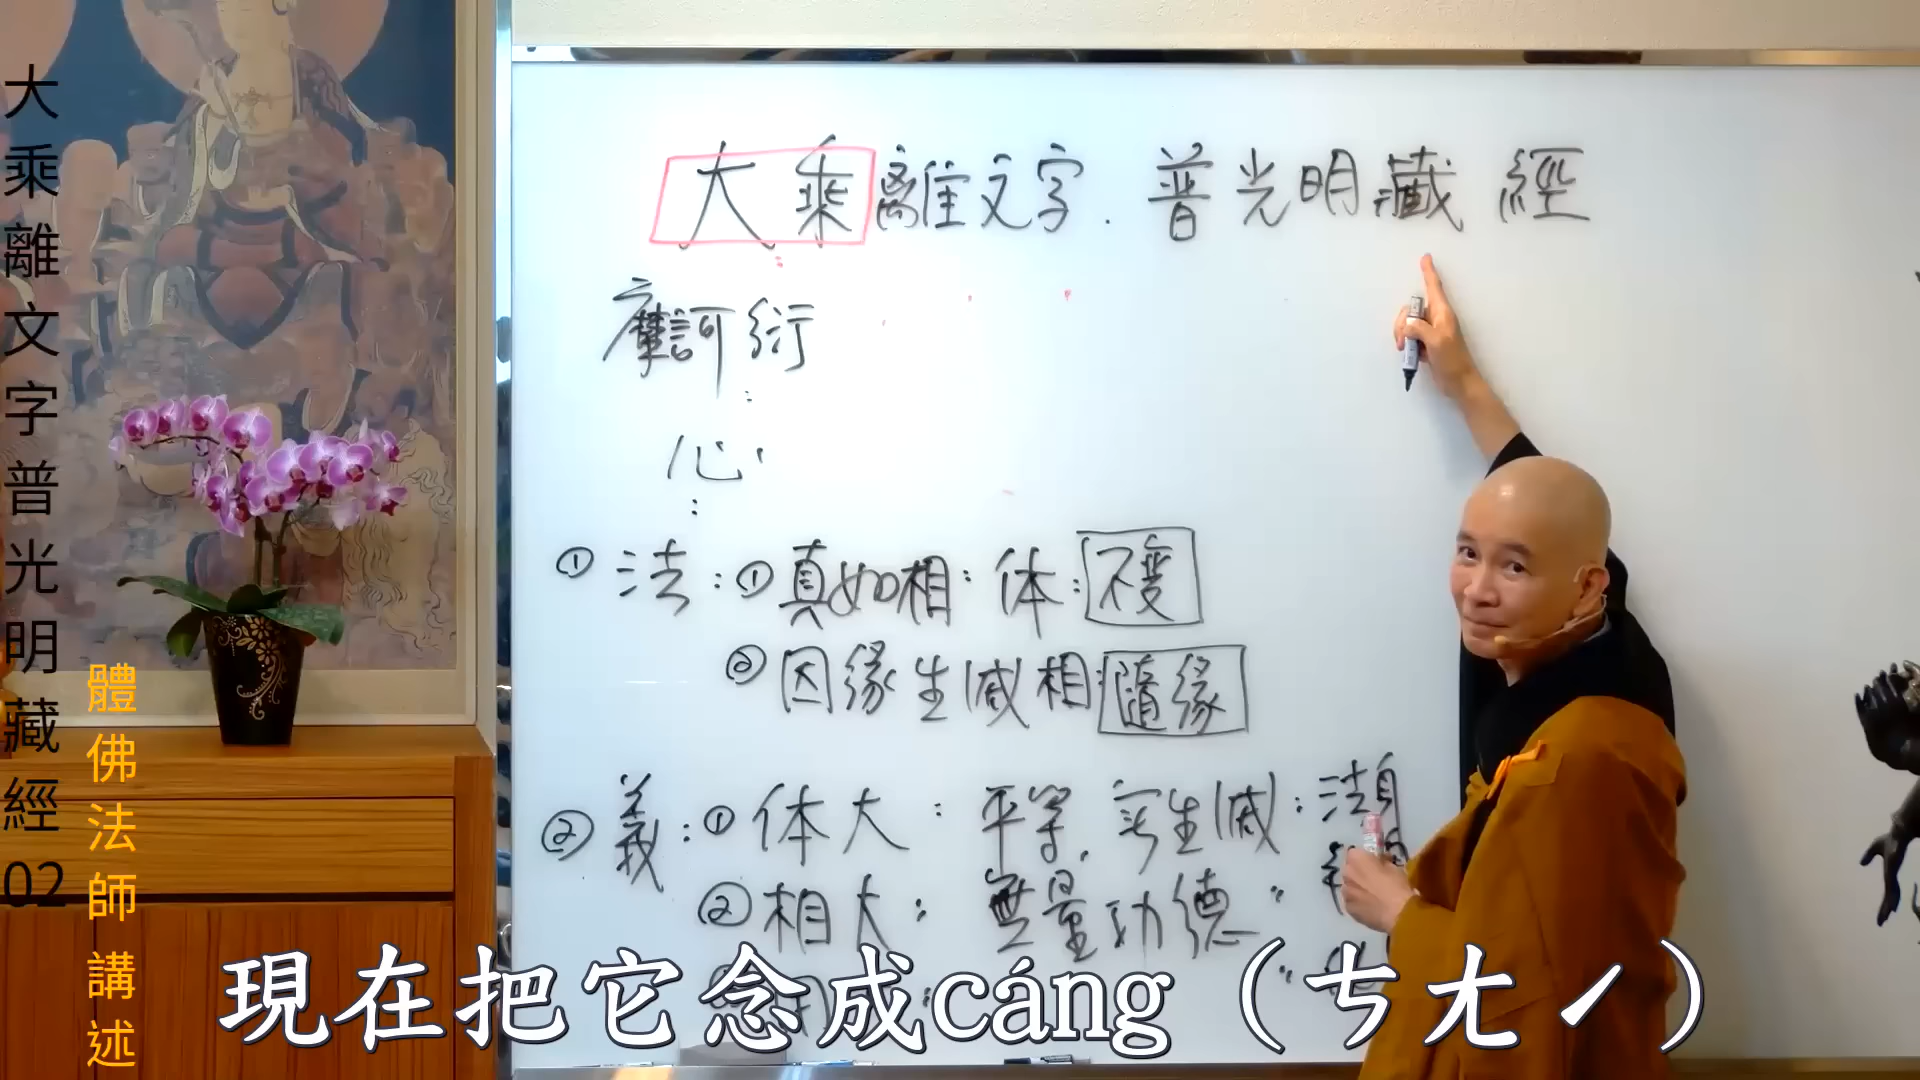 大乘離文字普光明藏經02
體佛法師講述
大乘離文字.普光明藏經
摩訶衍
心
① 法:①真如相:体:不變
②因緣生滅相:隨緣
② 義:①体大:平等.無生滅:法身
②相大:無量功德"
現在把它念成cáng(ㄘㄤˊ)